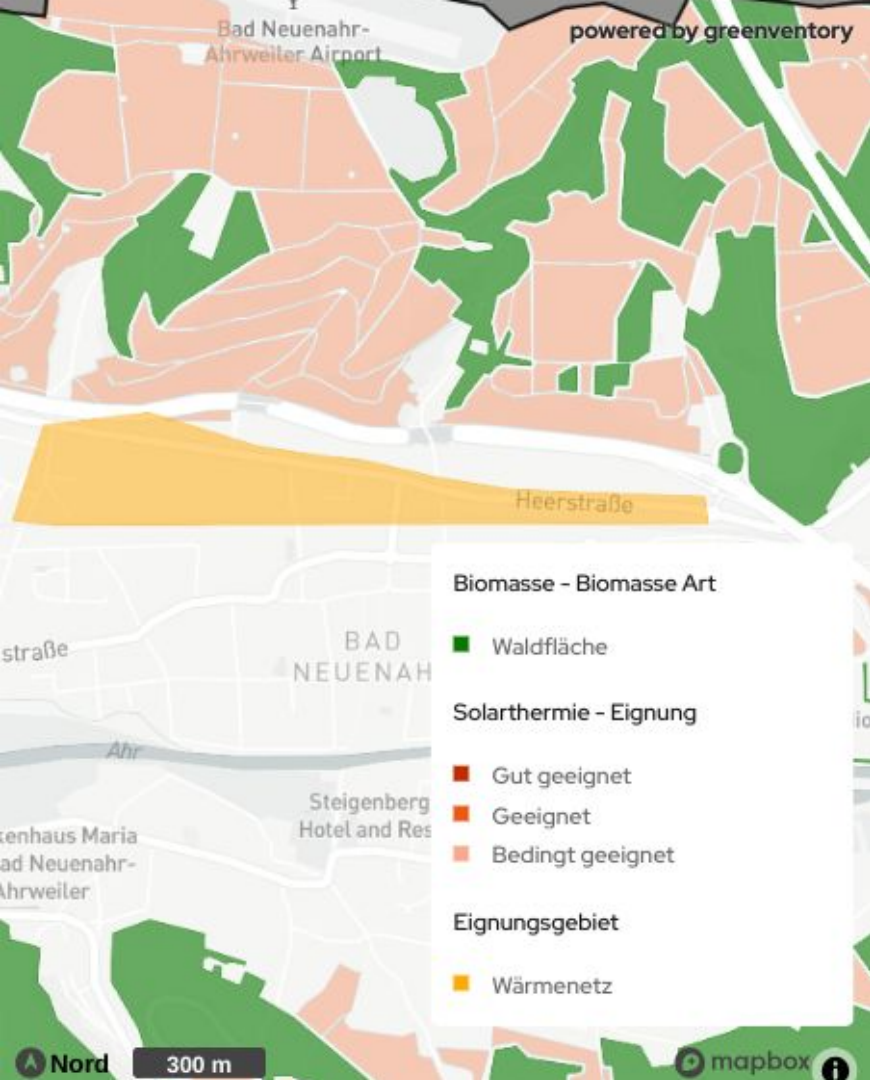 Bad Neuenahr-
Ahrweiler Airport
powered by greenventory
Heerstraße
straße
BAD
NEUENAH
Ahr
Steigenberg
Hotel and Res
kenhaus Maria
ad Neuenahr-
Ahrweiler
Biomasse - Biomasse Art
Waldfläche
Solarthermie - Eignung
Gut geeignet
Geeignet
Bedingt geeignet
Eignungsgebiet
Wärmenetz
Nord
300 m
mapbox